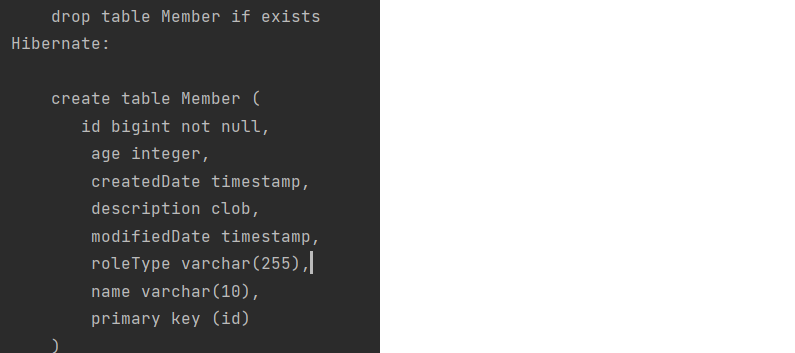 drop table Member if exists
Hibernate:
create table Member (
id bigint not null,
age integer,
createdDate timestamp,
description clob,
modifiedDate timestamp,
roleType varchar(255),
name varchar(10),
primary key (id)
)